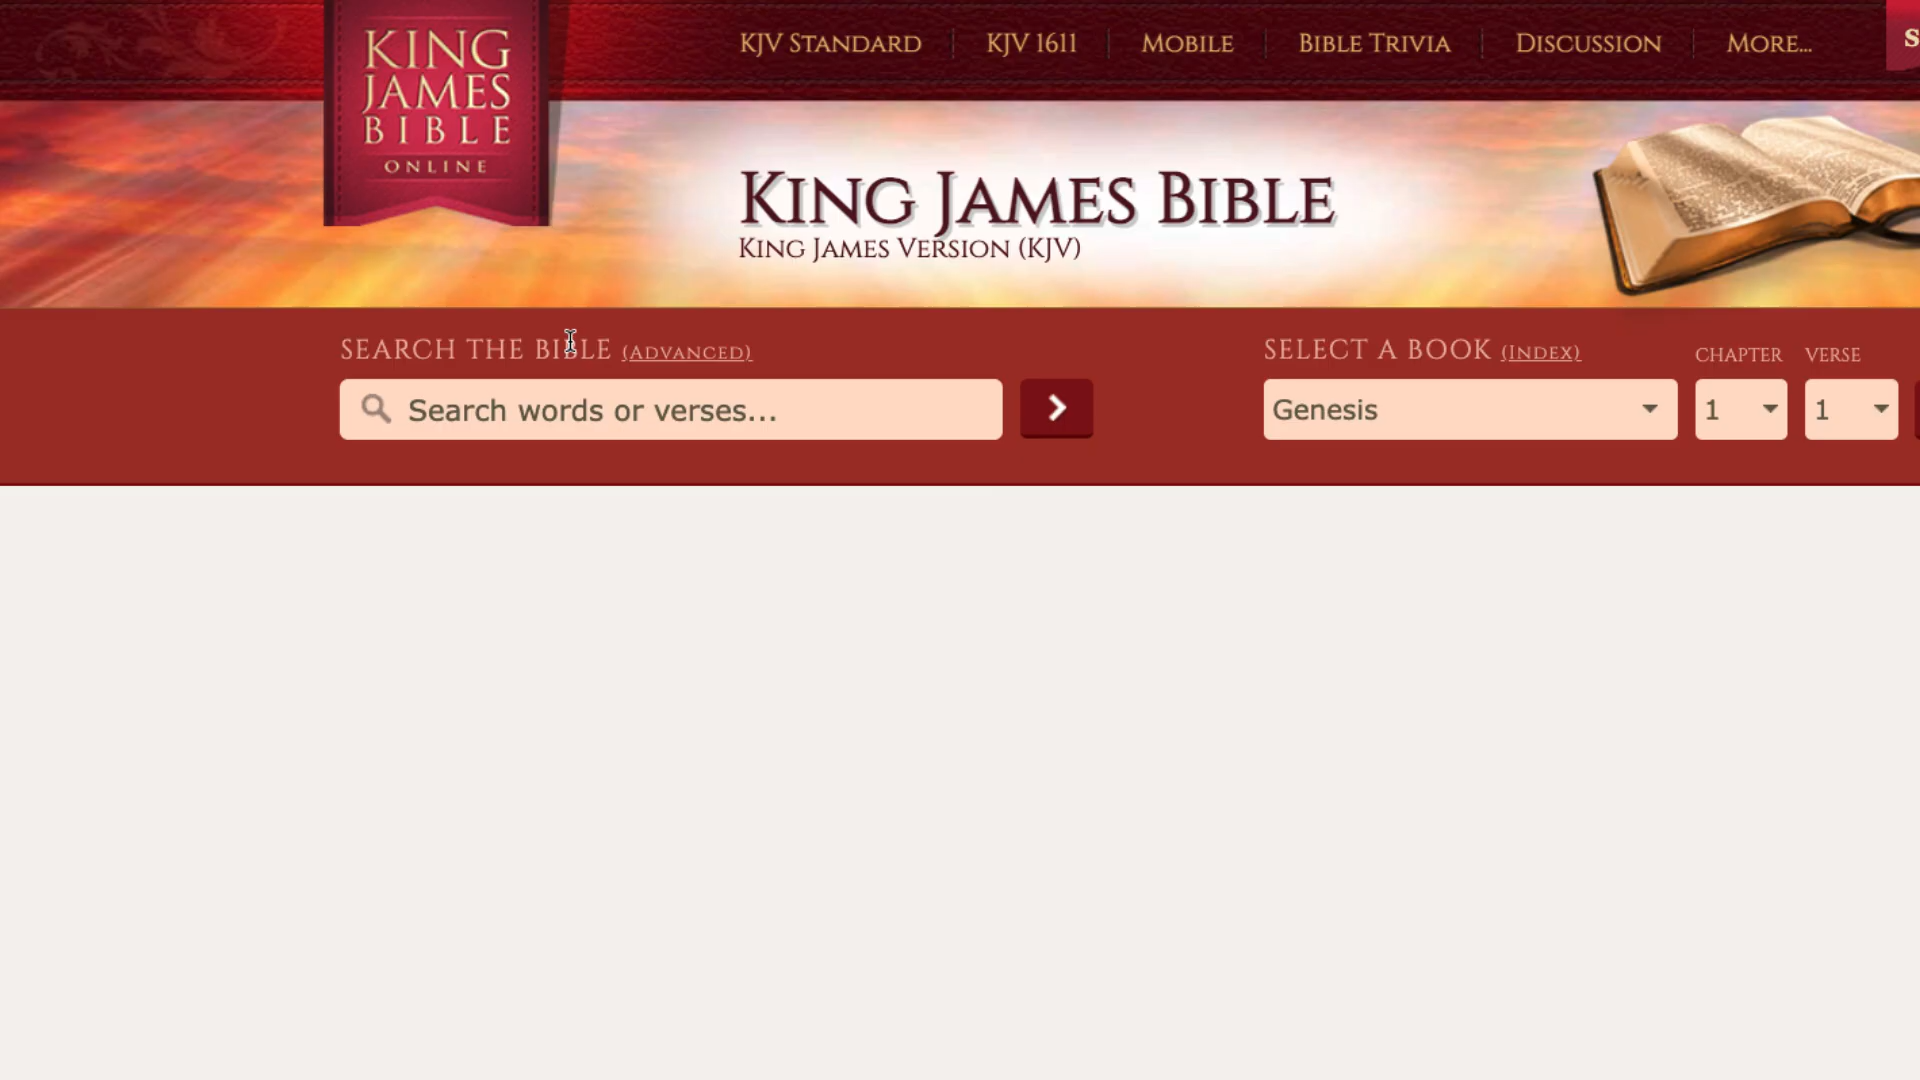 KING
JAMES
BIBLE
ONLINE
KJV STANDARD
KJV 1611
MOBILE
BIBLE TRIVIA
DISCUSSION
MORE...
S
KING JAMES BIBLE
KING JAMES VERSION (KJV)
SEARCH THE BIBLE (ADVANCED)
Search words or verses...
SELECT A BOOK (INDEX)
CHAPTER
VERSE
Genesis
1
1